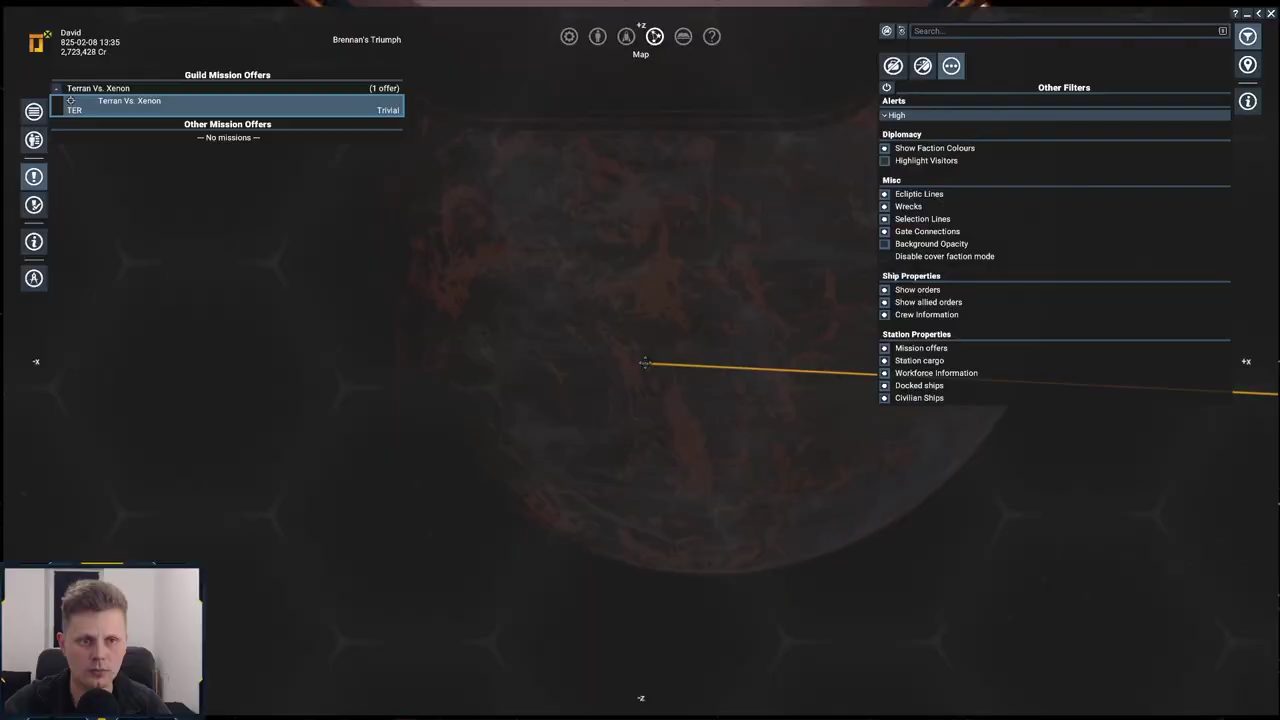 David
825-02-08 13:35
2,723,428 Cr
Brennan's Triumph
+z
Map
Guild Mission Offers
Terran Vs. Xenon (1 offer)
Terran Vs. Xenon
TER Trivial
Other Mission Offers
--- No missions ---
Search...
Other Filters
Alerts
High
Diplomacy
Show Faction Colours
Highlight Visitors
Misc
Ecliptic Lines
Wrecks
Selection Lines
Gate Connections
Background Opacity
Disable cover faction mode
Ship Properties
Show orders
Show allied orders
Crew Information
Station Properties
Mission offers
Station cargo
Workforce Information
Docked ships
Civilian Ships
-x
+x
-z